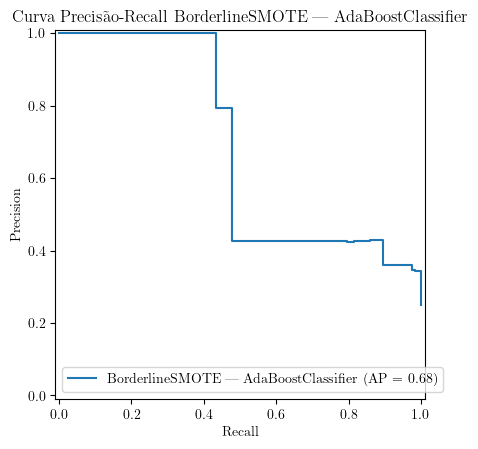 Curva Precisão-Recall BorderlineSMOTE — AdaBoostClassifier
1.0
0.8
0.6
0.4
0.2
0.0
Precision
BorderlineSMOTE — AdaBoostClassifier (AP = 0.68)
0.0 0.2 0.4 0.6 0.8 1.0
Recall